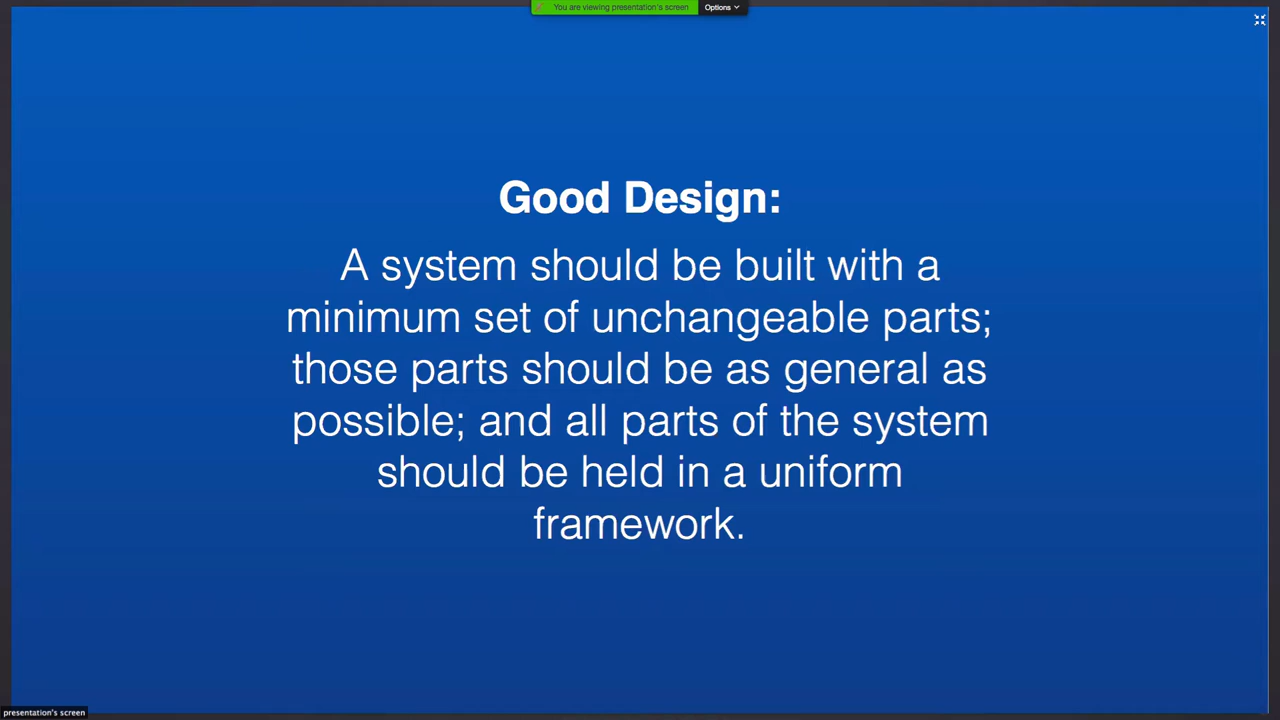 You are viewing presentation's screen
Options
Good Design:
A system should be built with a
minimum set of unchangeable parts;
those parts should be as general as
possible; and all parts of the system
should be held in a uniform
framework.
presentation's screen